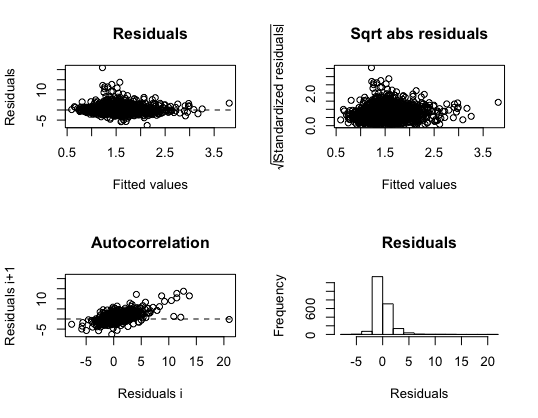 Residuals
Residuals
10
-5
0.5 1.5 2.5 3.5
Fitted values
Sqrt abs residuals
√|Standardized residuals|
2.0
0.0
0.5 1.5 2.5 3.5
Fitted values
Autocorrelation
Residuals i+1
10
-5
-5 0 5 10 15 20
Residuals i
Residuals
Frequency
600
0
-5 0 5 10 15 20
Residuals